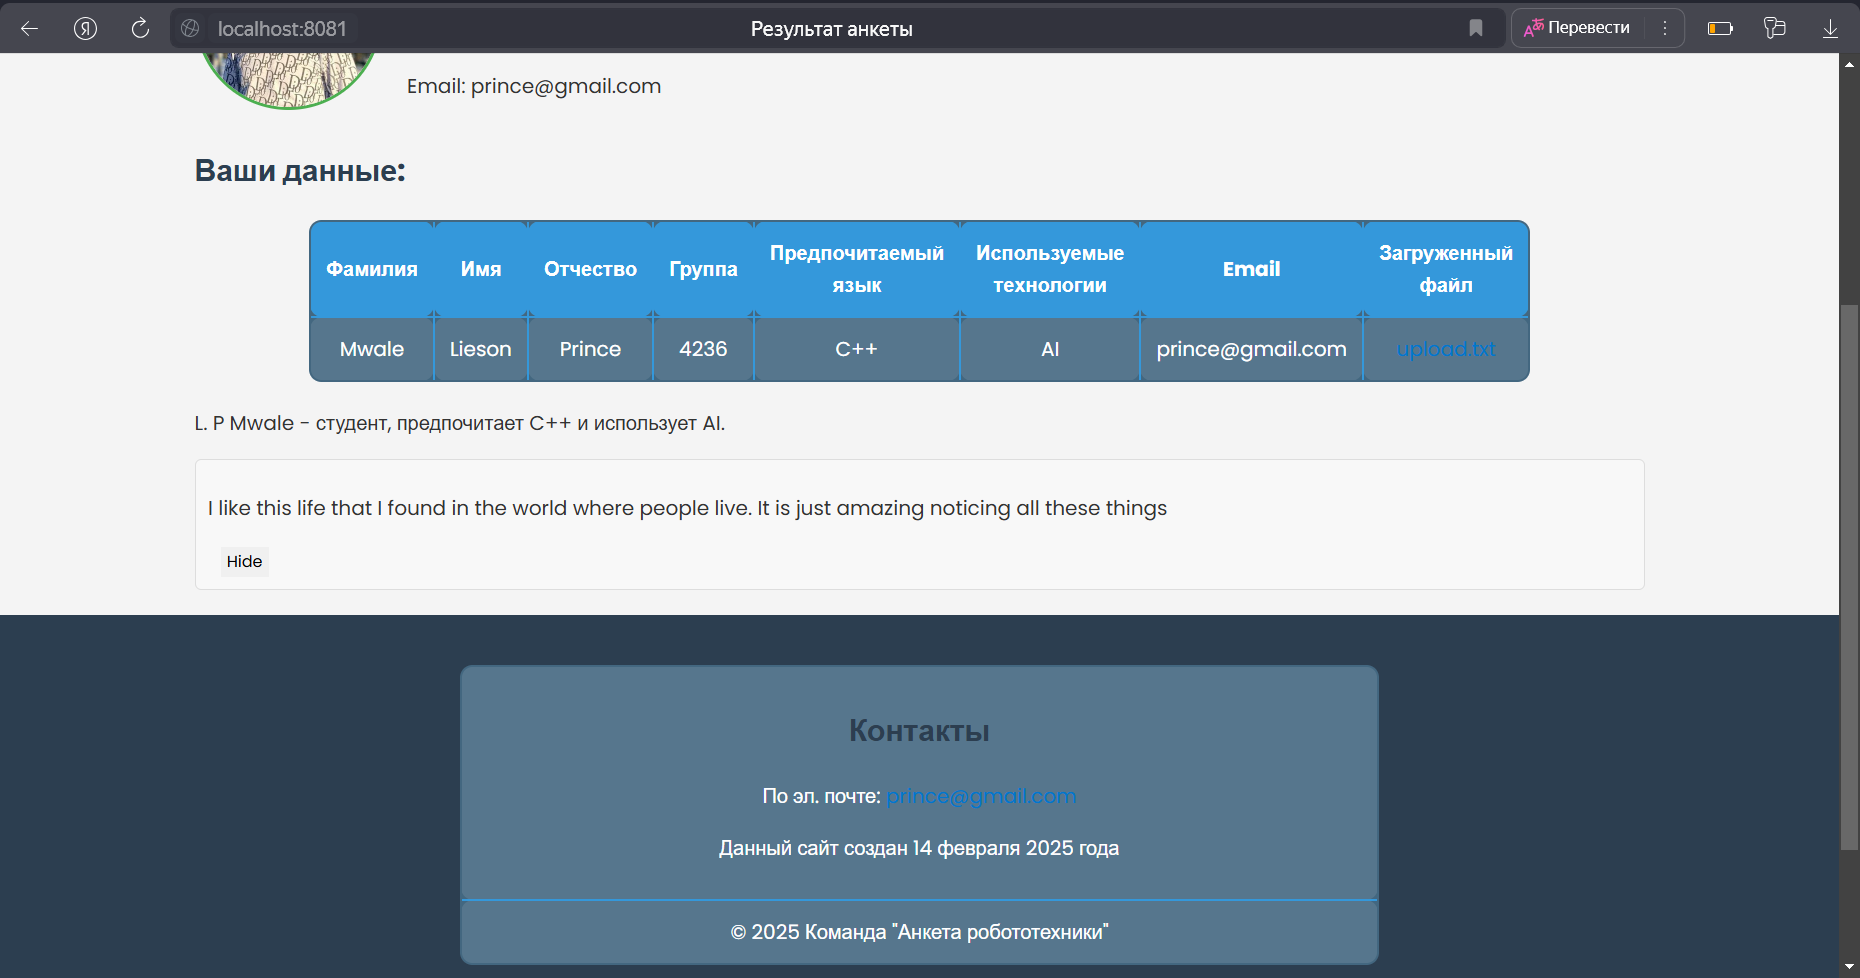 localhost:8081
Результат анкеты
Перевести
Email: prince@gmail.com
Ваши данные:
Фамилия Имя Отчество Группа Предпочитаемый язык Используемые технологии Email Загруженный файл
Mwale Lieson Prince 4236 C++ AI prince@gmail.com upload.txt
L. P Mwale - студент, предпочитает C++ и использует AI.
I like this life that I found in the world where people live. It is just amazing noticing all these things
Hide
Контакты
По эл. почте: prince@gmail.com
Данный сайт создан 14 февраля 2025 года
© 2025 Команда "Анкета робототехники"